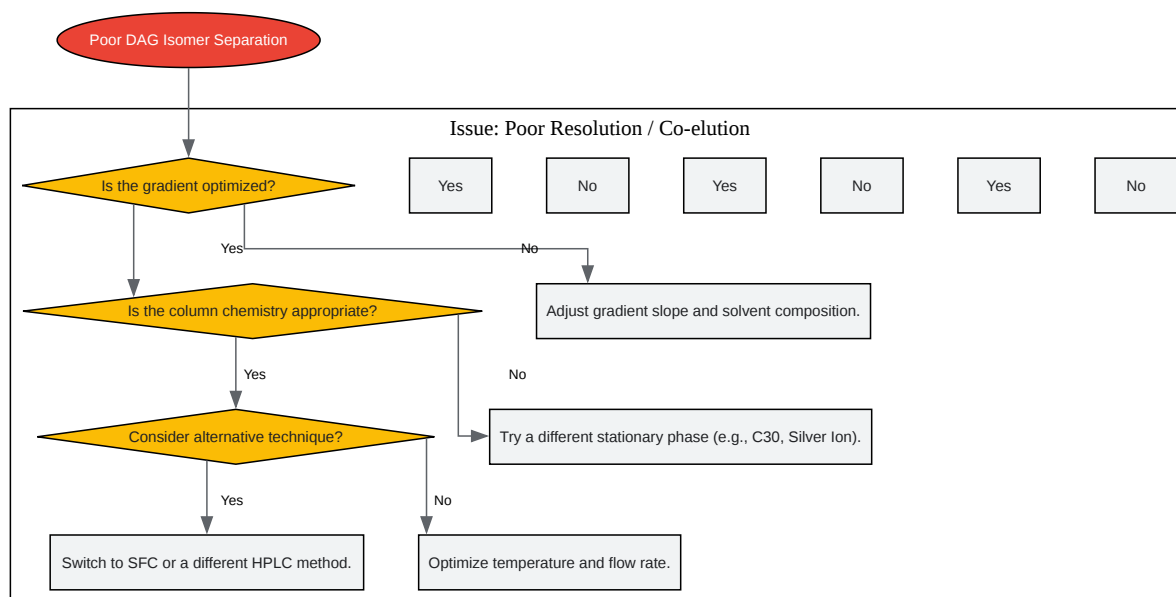 Poor DAG Isomer Separation
Issue: Poor Resolution / Co-elution
Is the gradient optimized?
Yes
No
Yes
No
Yes
No
Yes
No
Is the column chemistry appropriate?
Adjust gradient slope and solvent composition.
Yes
No
Consider alternative technique?
Try a different stationary phase (e.g., C30, Silver Ion).
Yes
No
Switch to SFC or a different HPLC method.
Optimize temperature and flow rate.